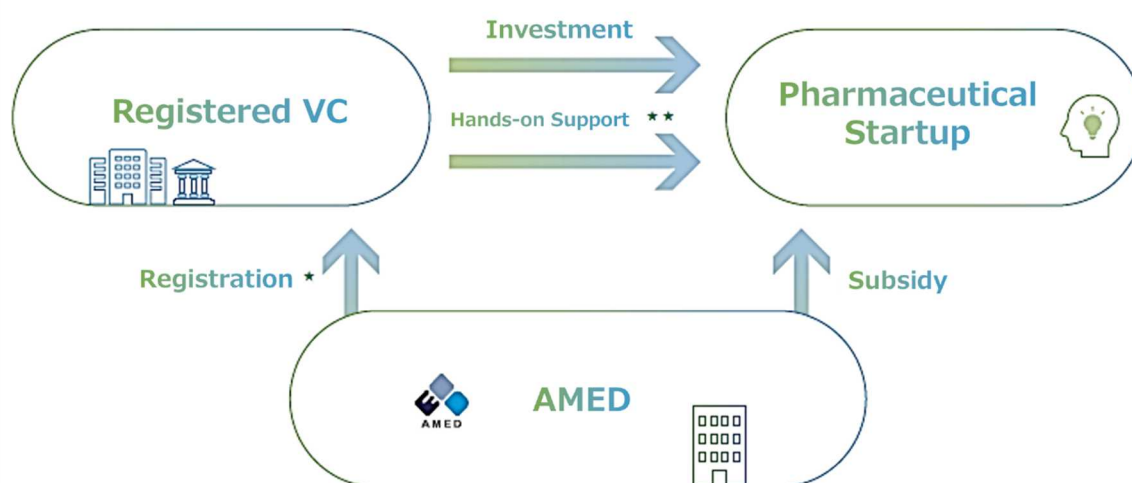 Investment
Registered VC
Hands-on Support ★★
Pharmaceutical
Startup
Registration ★
Subsidy
AMED
AMED